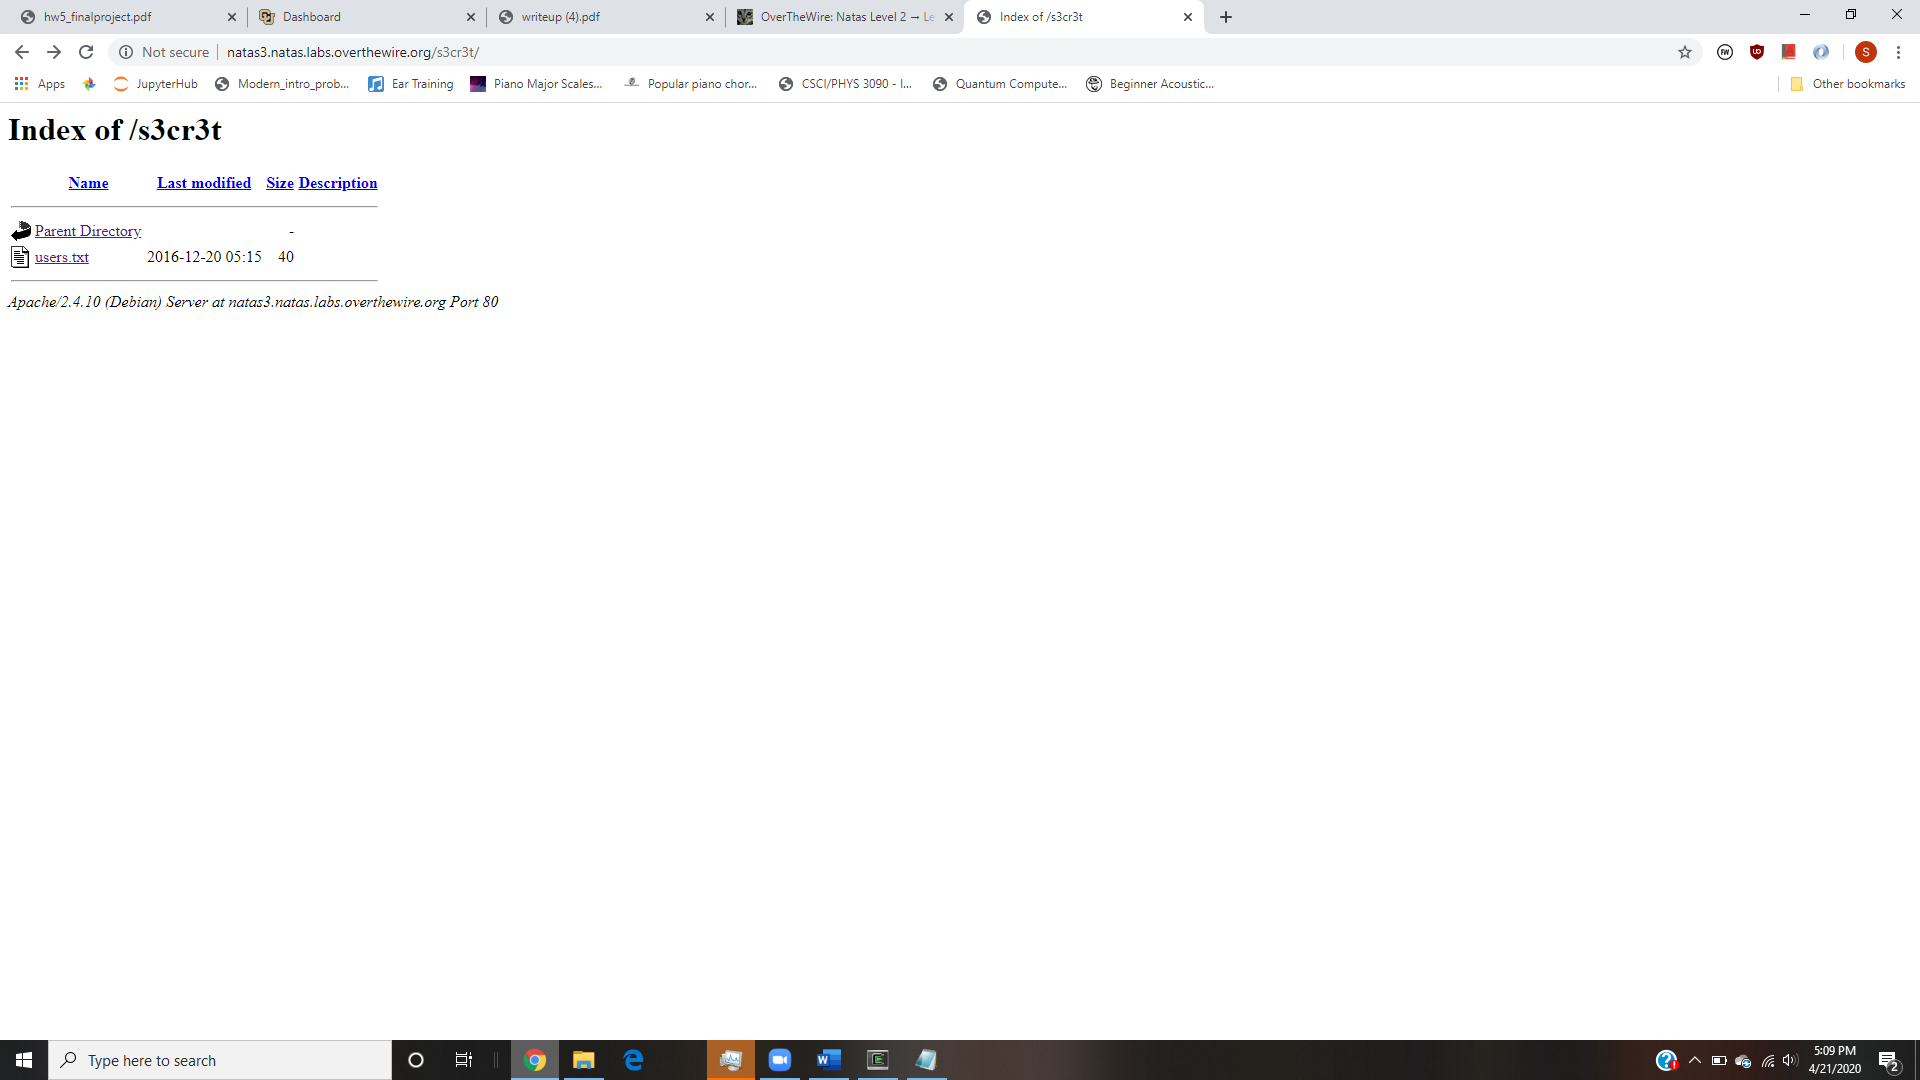 hw5_finalproject.pdf
Dashboard
writeup (4).pdf
OverTheWire: Natas Level 2 → Le
Index of /s3cr3t
Not secure
natas3.natas.labs.overthewire.org/s3cr3t/
S
Apps
JupyterHub
Modern_intro_prob...
Ear Training
Piano Major Scales...
Popular piano chor...
CSCI/PHYS 3090 - I...
Quantum Compute...
Beginner Acoustic...
Other bookmarks
Index of /s3cr3t
Name Last modified Size Description
Parent Directory -
users.txt 2016-12-20 05:15 40
Apache/2.4.10 (Debian) Server at natas3.natas.labs.overthewire.org Port 80
Type here to search
5:09 PM
4/21/2020
2